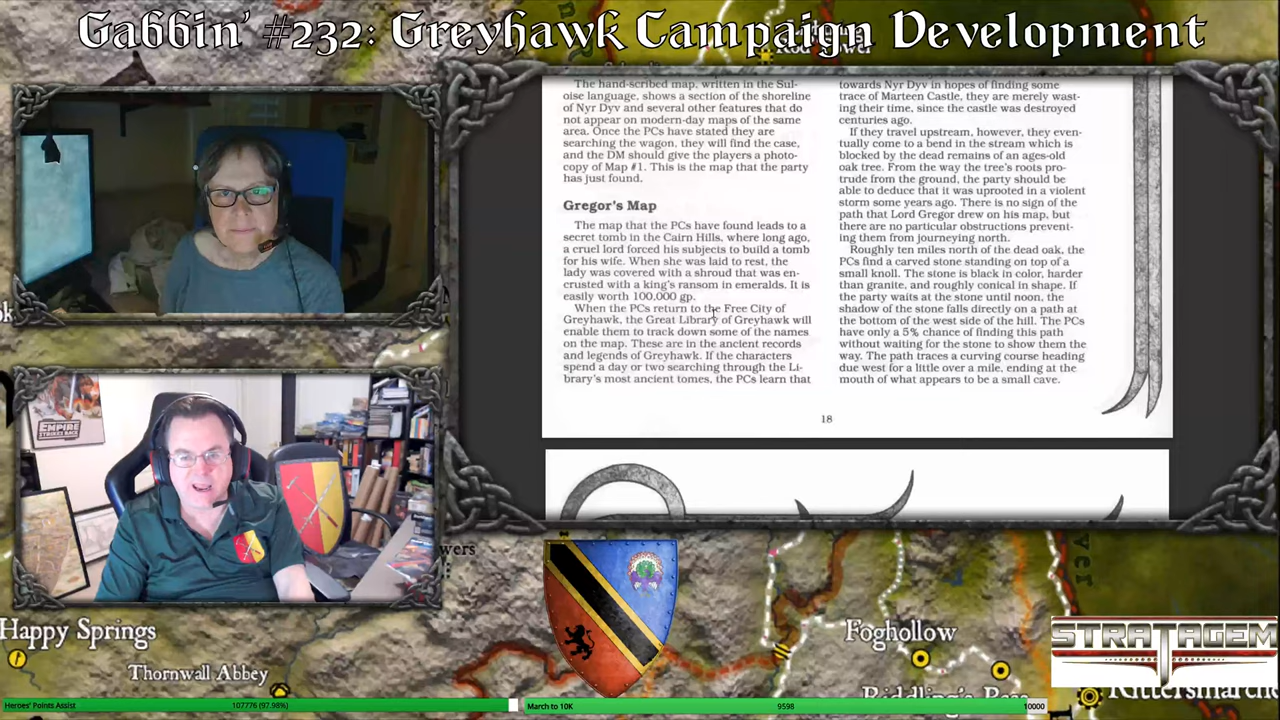 Gabbin' #232: Greyhawk Campaign Development
EMPIRE
STRIKES BACK
The hand-scribed map, written in the Sul-
oise language, shows a section of the shoreline
of Nyr Dyv and several other features that do
not appear on modern-day maps of the same
area. Once the PCs have stated they are
searching the wagon, they will find the case,
and the DM should give the players a photo-
copy of Map #1. This is the map that the party
has just found.
Gregor's Map
The map that the PCs have found leads to a
secret tomb in the Cairn Hills, where long ago,
a cruel lord forced his subjects to build a tomb
for his wife. When she was laid to rest, the
lady was covered with a shroud that was en-
crusted with a king's ransom in emeralds. It is
easily worth 100,000 gp.
When the PCs return to the Free City of
Greyhawk, the Great Library of Greyhawk will
enable them to track down some of the names
on the map. These are in the ancient records
and legends of Greyhawk. If the characters
spend a day or two searching through the Li-
brary's most ancient tomes, the PCs learn that
towards Nyr Dyv in hopes of finding some
trace of Marteen Castle, they are merely wast-
ing their time, since the castle was destroyed
centuries ago.
If they travel upstream, however, they even-
tually come to a bend in the stream which is
blocked by the dead remains of an ages-old
oak tree. From the way the tree's roots pro-
trude from the ground, the party should be
able to deduce that it was uprooted in a violent
storm some years ago. There is no sign of the
path that Lord Gregor drew on his map, but
there are no particular obstructions prevent-
ing them from journeying north.
Roughly ten miles north of the dead oak, the
PCs find a carved stone standing on top of a
small knoll. The stone is black in color, harder
than granite, and roughly conical in shape. If
the party waits at the stone until noon, the
shadow of the stone falls directly on a path at
the bottom of the west side of the hill. The PCs
have only a 5% chance of finding this path
without waiting for the stone to show them the
way. The path traces a curving course heading
due west for a little over a mile, ending at the
mouth of what appears to be a small cave.
18
Happy Springs
Thornwall Abbey
Foghollow
STRATAGEM
Heroes' Points Assist 107776 (97.98%)
March to 10K 9598 10000